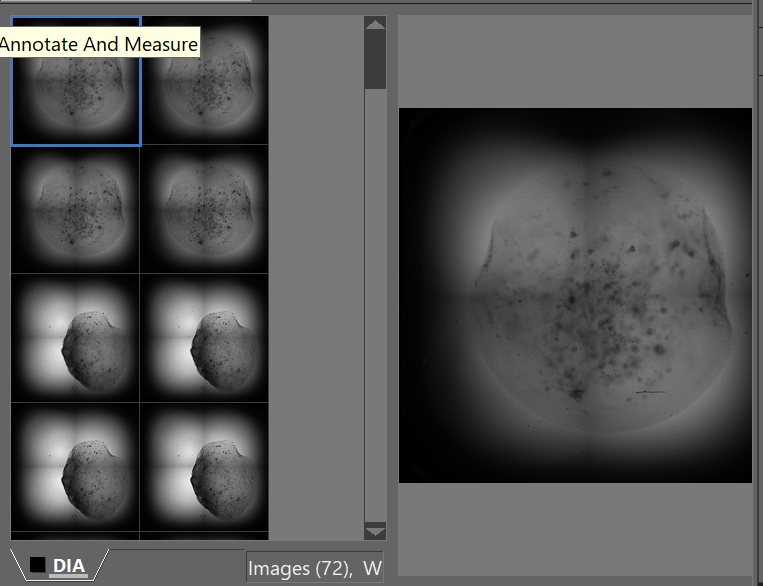 Annotate And Measure
DIA
Images (72), W